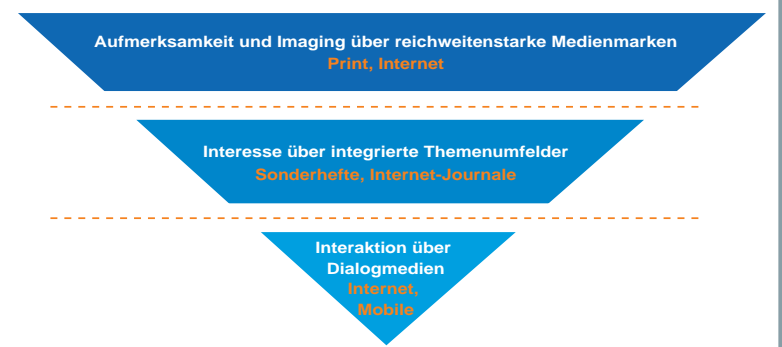 Aufmerksamkeit und Imaging über reichweitenstarke Medienmarken
Print, Internet
Interesse über integrierte Themenumfelder
Sonderhefte, Internet-Journale
Interaktion über
Dialogmedien
Internet,
Mobile